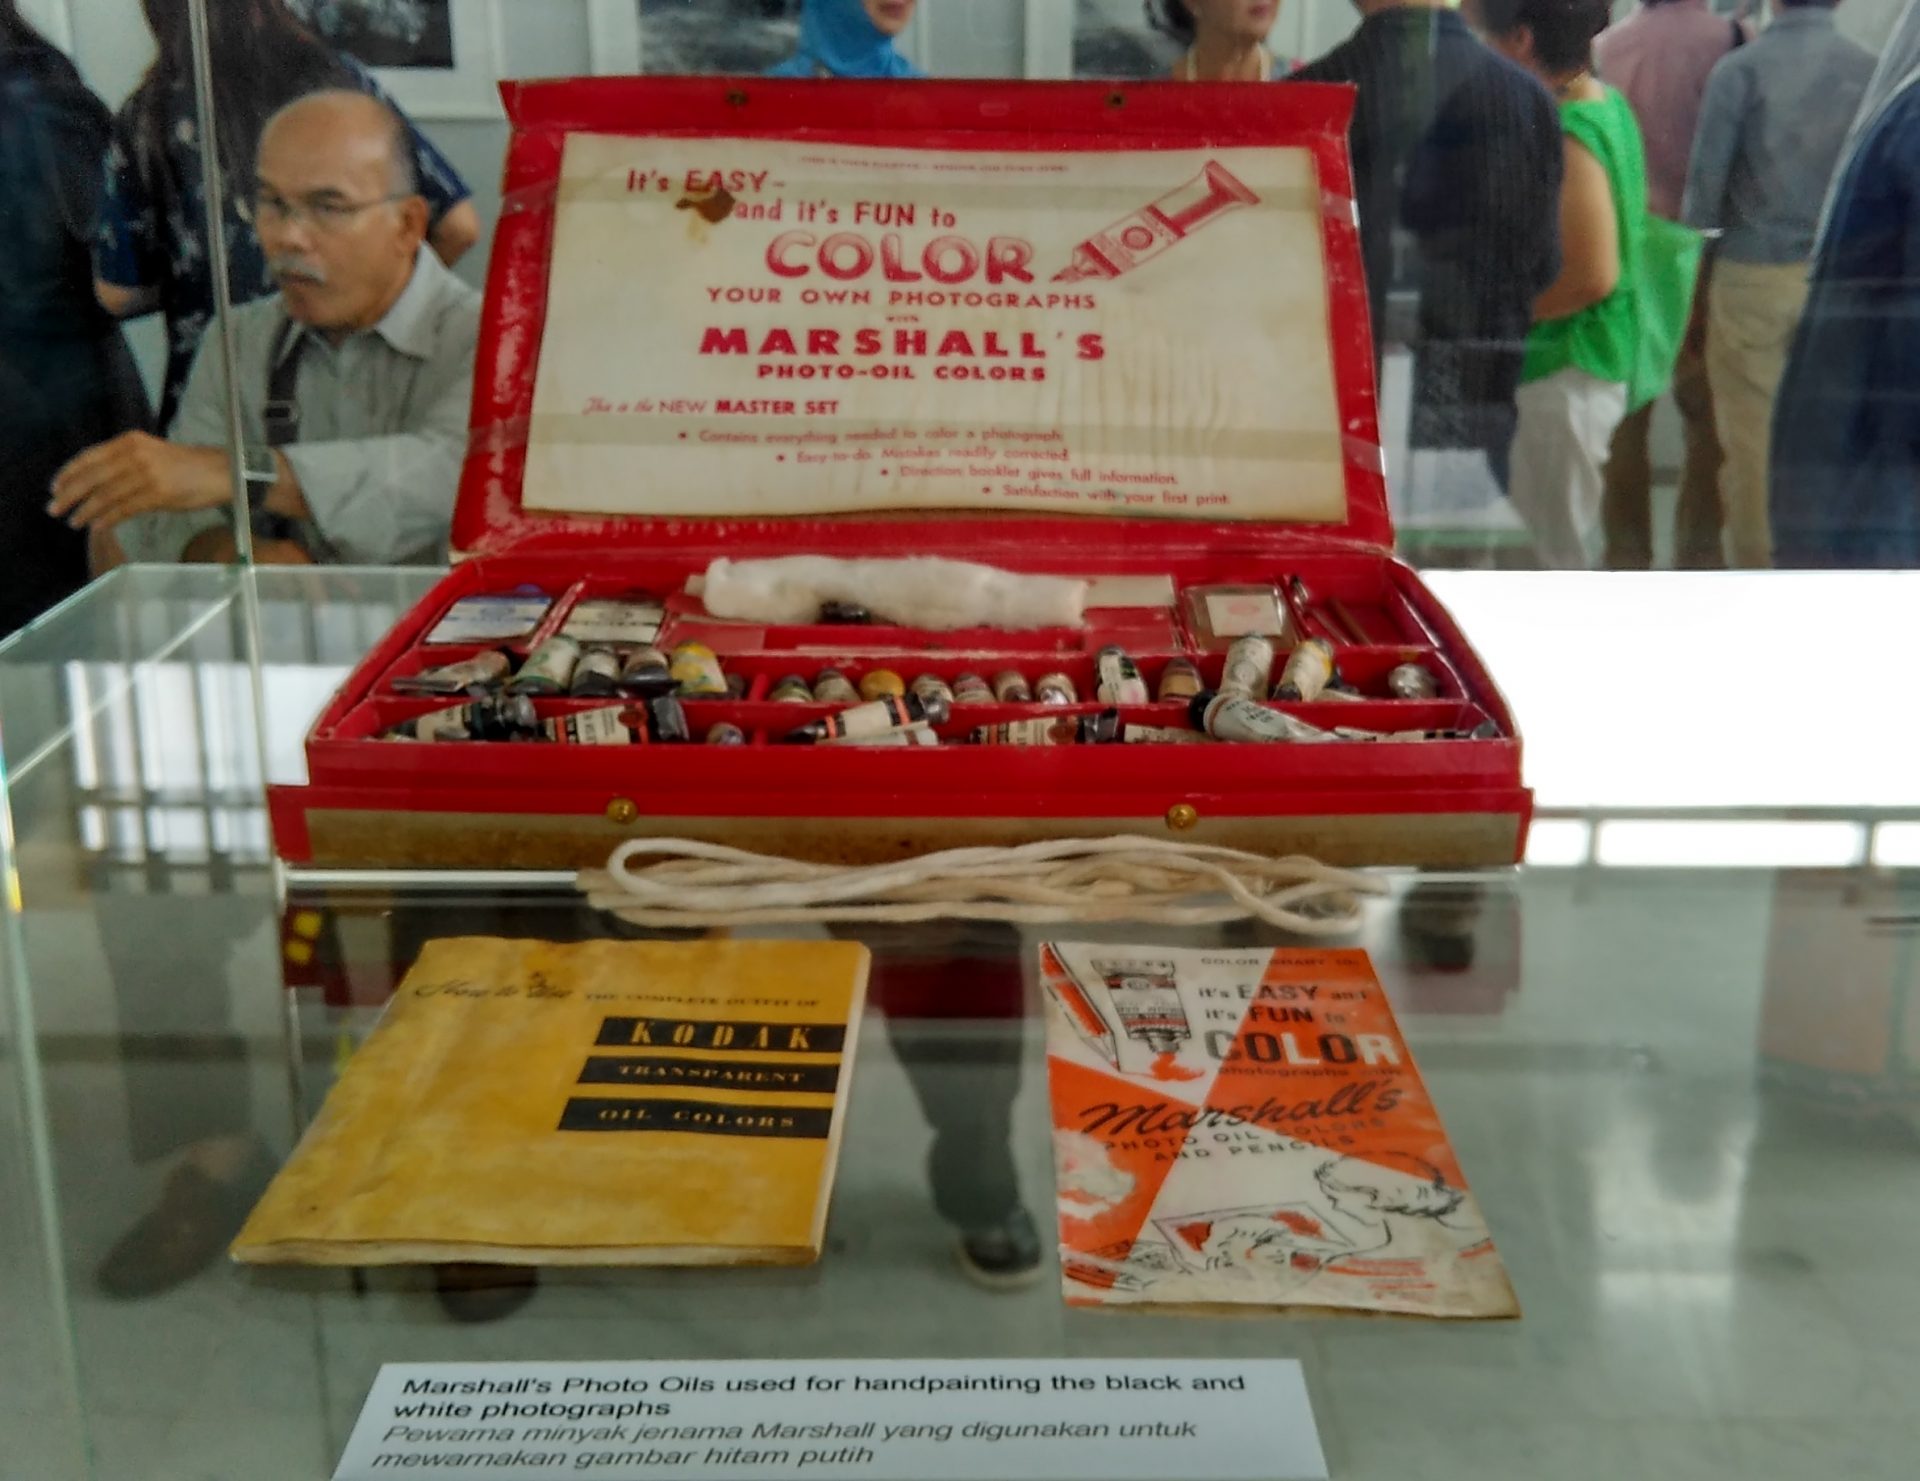 It's EASY-
and it's FUN to
COLOR
YOUR OWN PHOTOGRAPHS
with
MARSHALL'S
PHOTO-OIL COLORS
This is the NEW MASTER SET
• Contains everything needed to color a photograph.
• Easy-to-do. Mistakes readily corrected.
• Direction booklet gives full information.
• Satisfaction with your first print.
How to Use THE COMPLETE OUTFIT OF
KODAK
TRANSPARENT
OIL COLORS
COLOR
it's EASY and
it's FUN to
COLOR
photographs with
Marshall's
PHOTO OIL COLORS
AND PENCILS
Marshall's Photo Oils used for handpainting the black and
white photographs
Pewarna minyak jenama Marshall yang digunakan untuk
mewarnakan gambar hitam putih